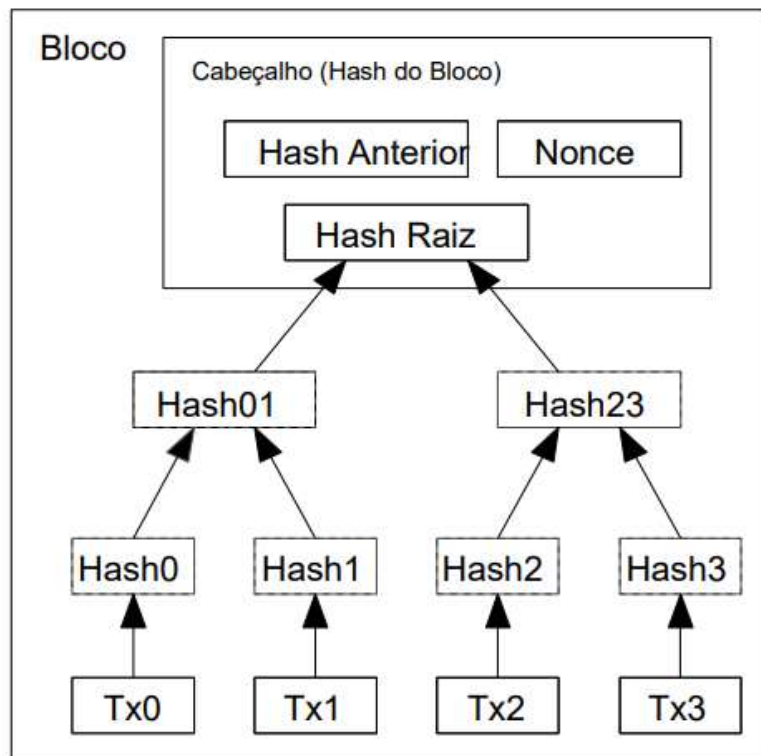 Bloco
Cabeçalho (Hash do Bloco)
Hash Anterior
Nonce
Hash Raiz
Hash01
Hash23
Hash0
Hash1
Hash2
Hash3
Tx0
Tx1
Tx2
Tx3